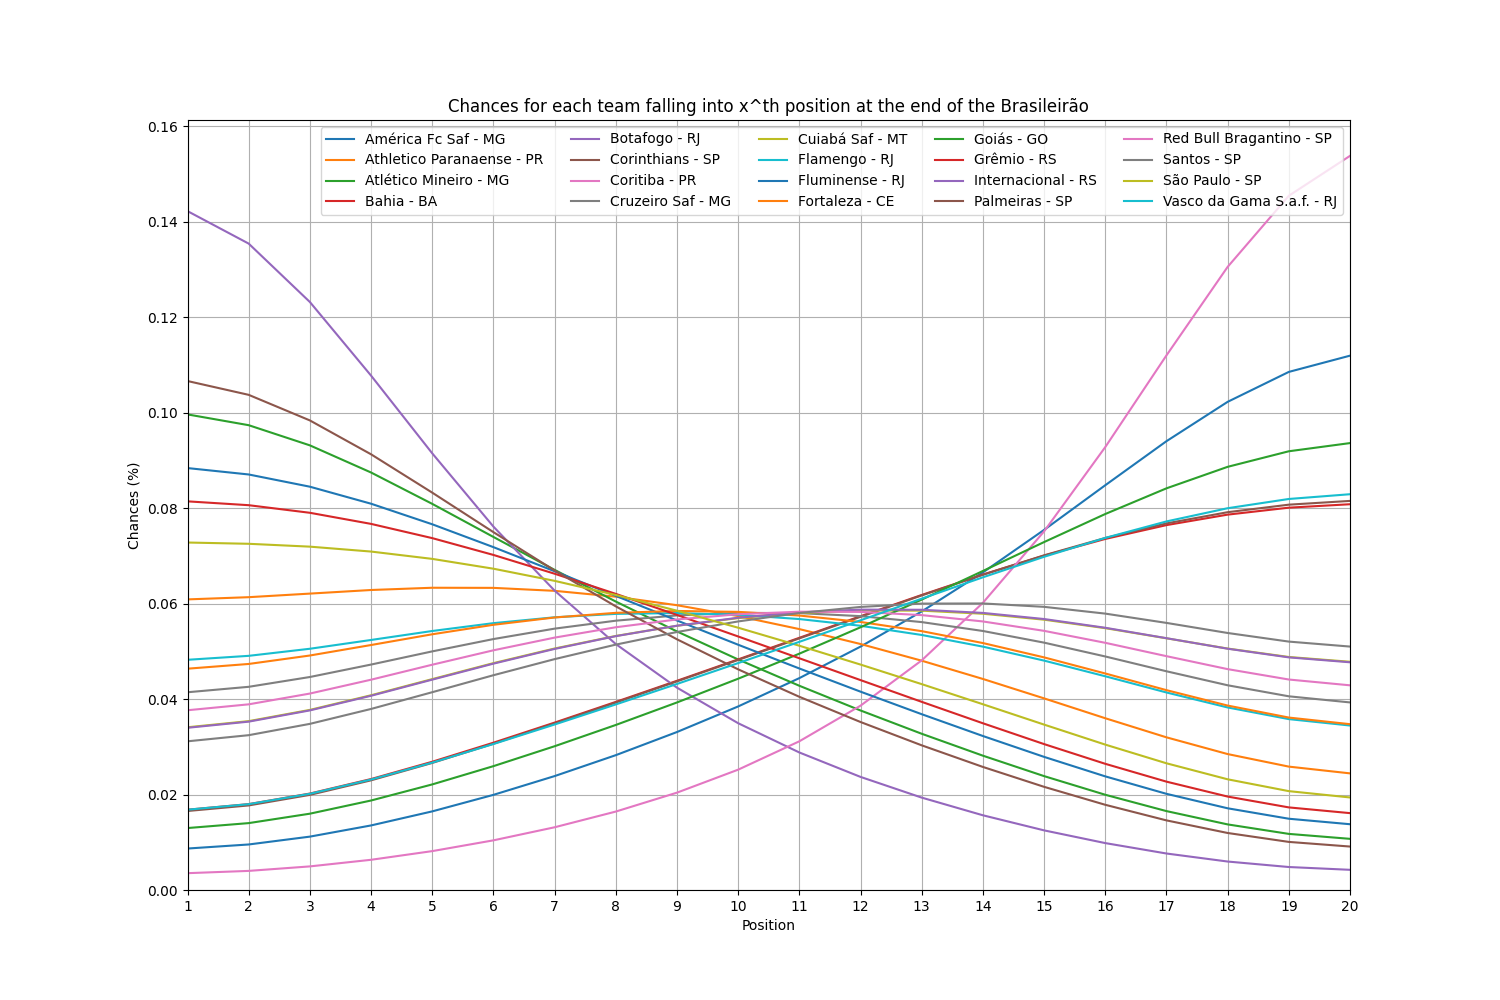 Chances for each team falling into x^th position at the end of the Brasileirão
América Fc Saf - MG
Athletico Paranaense - PR
Atlético Mineiro - MG
Bahia - BA
Botafogo - RJ
Corinthians - SP
Coritiba - PR
Cruzeiro Saf - MG
Cuiabá Saf - MT
Flamengo - RJ
Fluminense - RJ
Fortaleza - CE
Goiás - GO
Grêmio - RS
Internacional - RS
Palmeiras - SP
Red Bull Bragantino - SP
Santos - SP
São Paulo - SP
Vasco da Gama S.a.f. - RJ
Chances (%)
0.16
0.14
0.12
0.10
0.08
0.06
0.04
0.02
0.00
1 2 3 4 5 6 7 8 9 10 11 12 13 14 15 16 17 18 19 20
Position